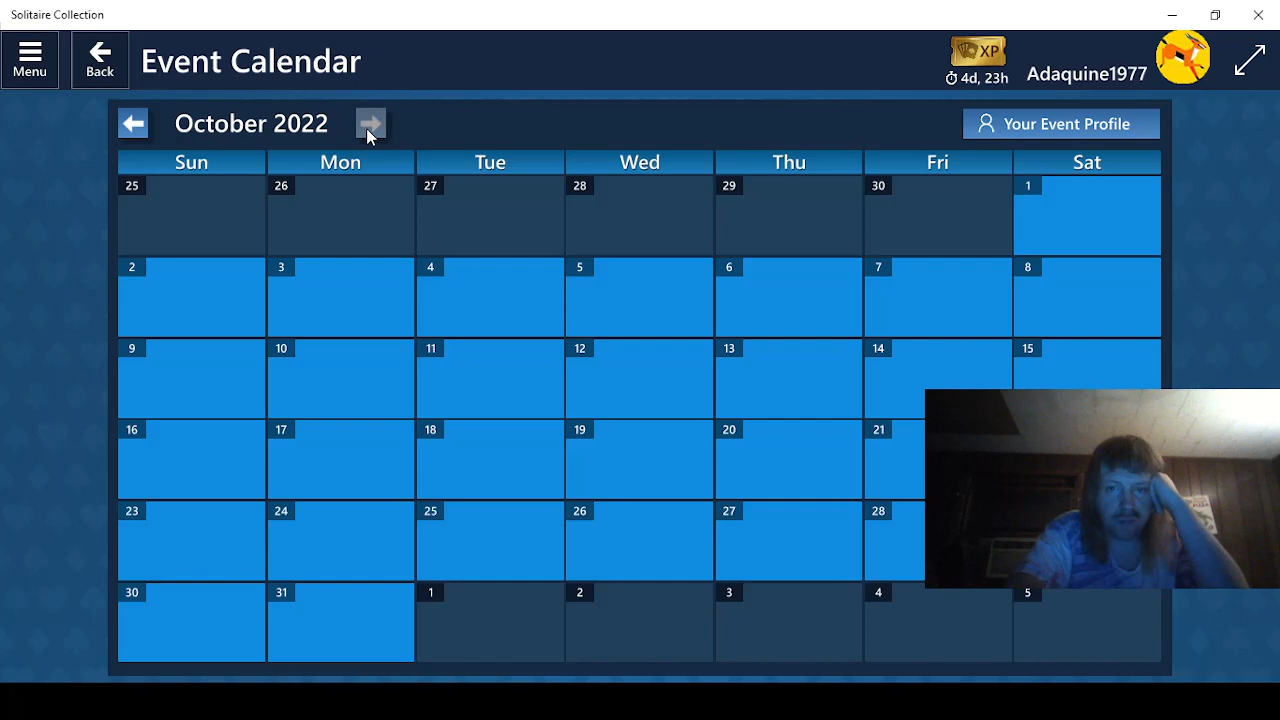 Solitaire Collection
Menu
Back
Event Calendar
XP
4d, 23h
Adaquine1977
October 2022
Your Event Profile
Sun Mon Tue Wed Thu Fri Sat
25 26 27 28 29 30 1
2 3 4 5 6 7 8
9 10 11 12 13 14 15
16 17 18 19 20 21
23 24 25 26 27 28
30 31 1 2 3 4 5